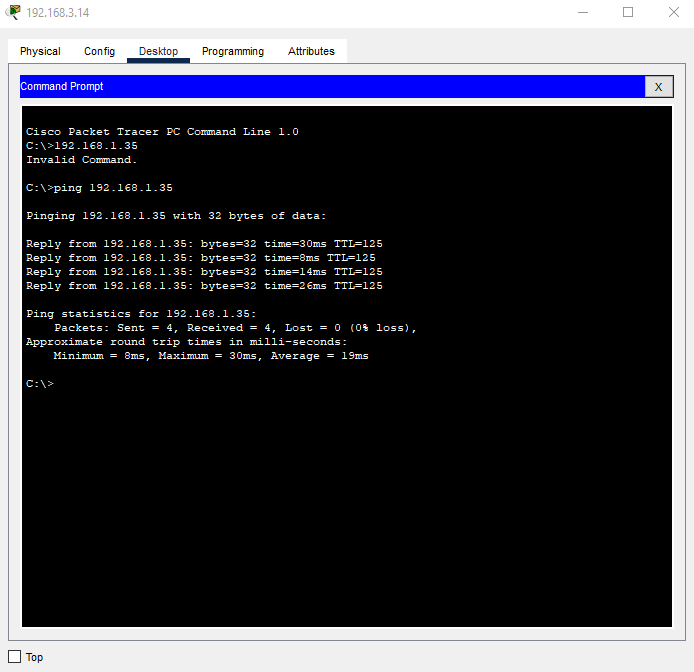 192.168.3.14
Physical Config Desktop Programming Attributes
Command Prompt X
Cisco Packet Tracer PC Command Line 1.0
C:\>192.168.1.35
Invalid Command.
C:\>ping 192.168.1.35
Pinging 192.168.1.35 with 32 bytes of data:
Reply from 192.168.1.35: bytes=32 time=30ms TTL=125
Reply from 192.168.1.35: bytes=32 time=8ms TTL=125
Reply from 192.168.1.35: bytes=32 time=14ms TTL=125
Reply from 192.168.1.35: bytes=32 time=26ms TTL=125
Ping statistics for 192.168.1.35:
Packets: Sent = 4, Received = 4, Lost = 0 (0% loss),
Approximate round trip times in milli-seconds:
Minimum = 8ms, Maximum = 30ms, Average = 19ms
C:\>
Top